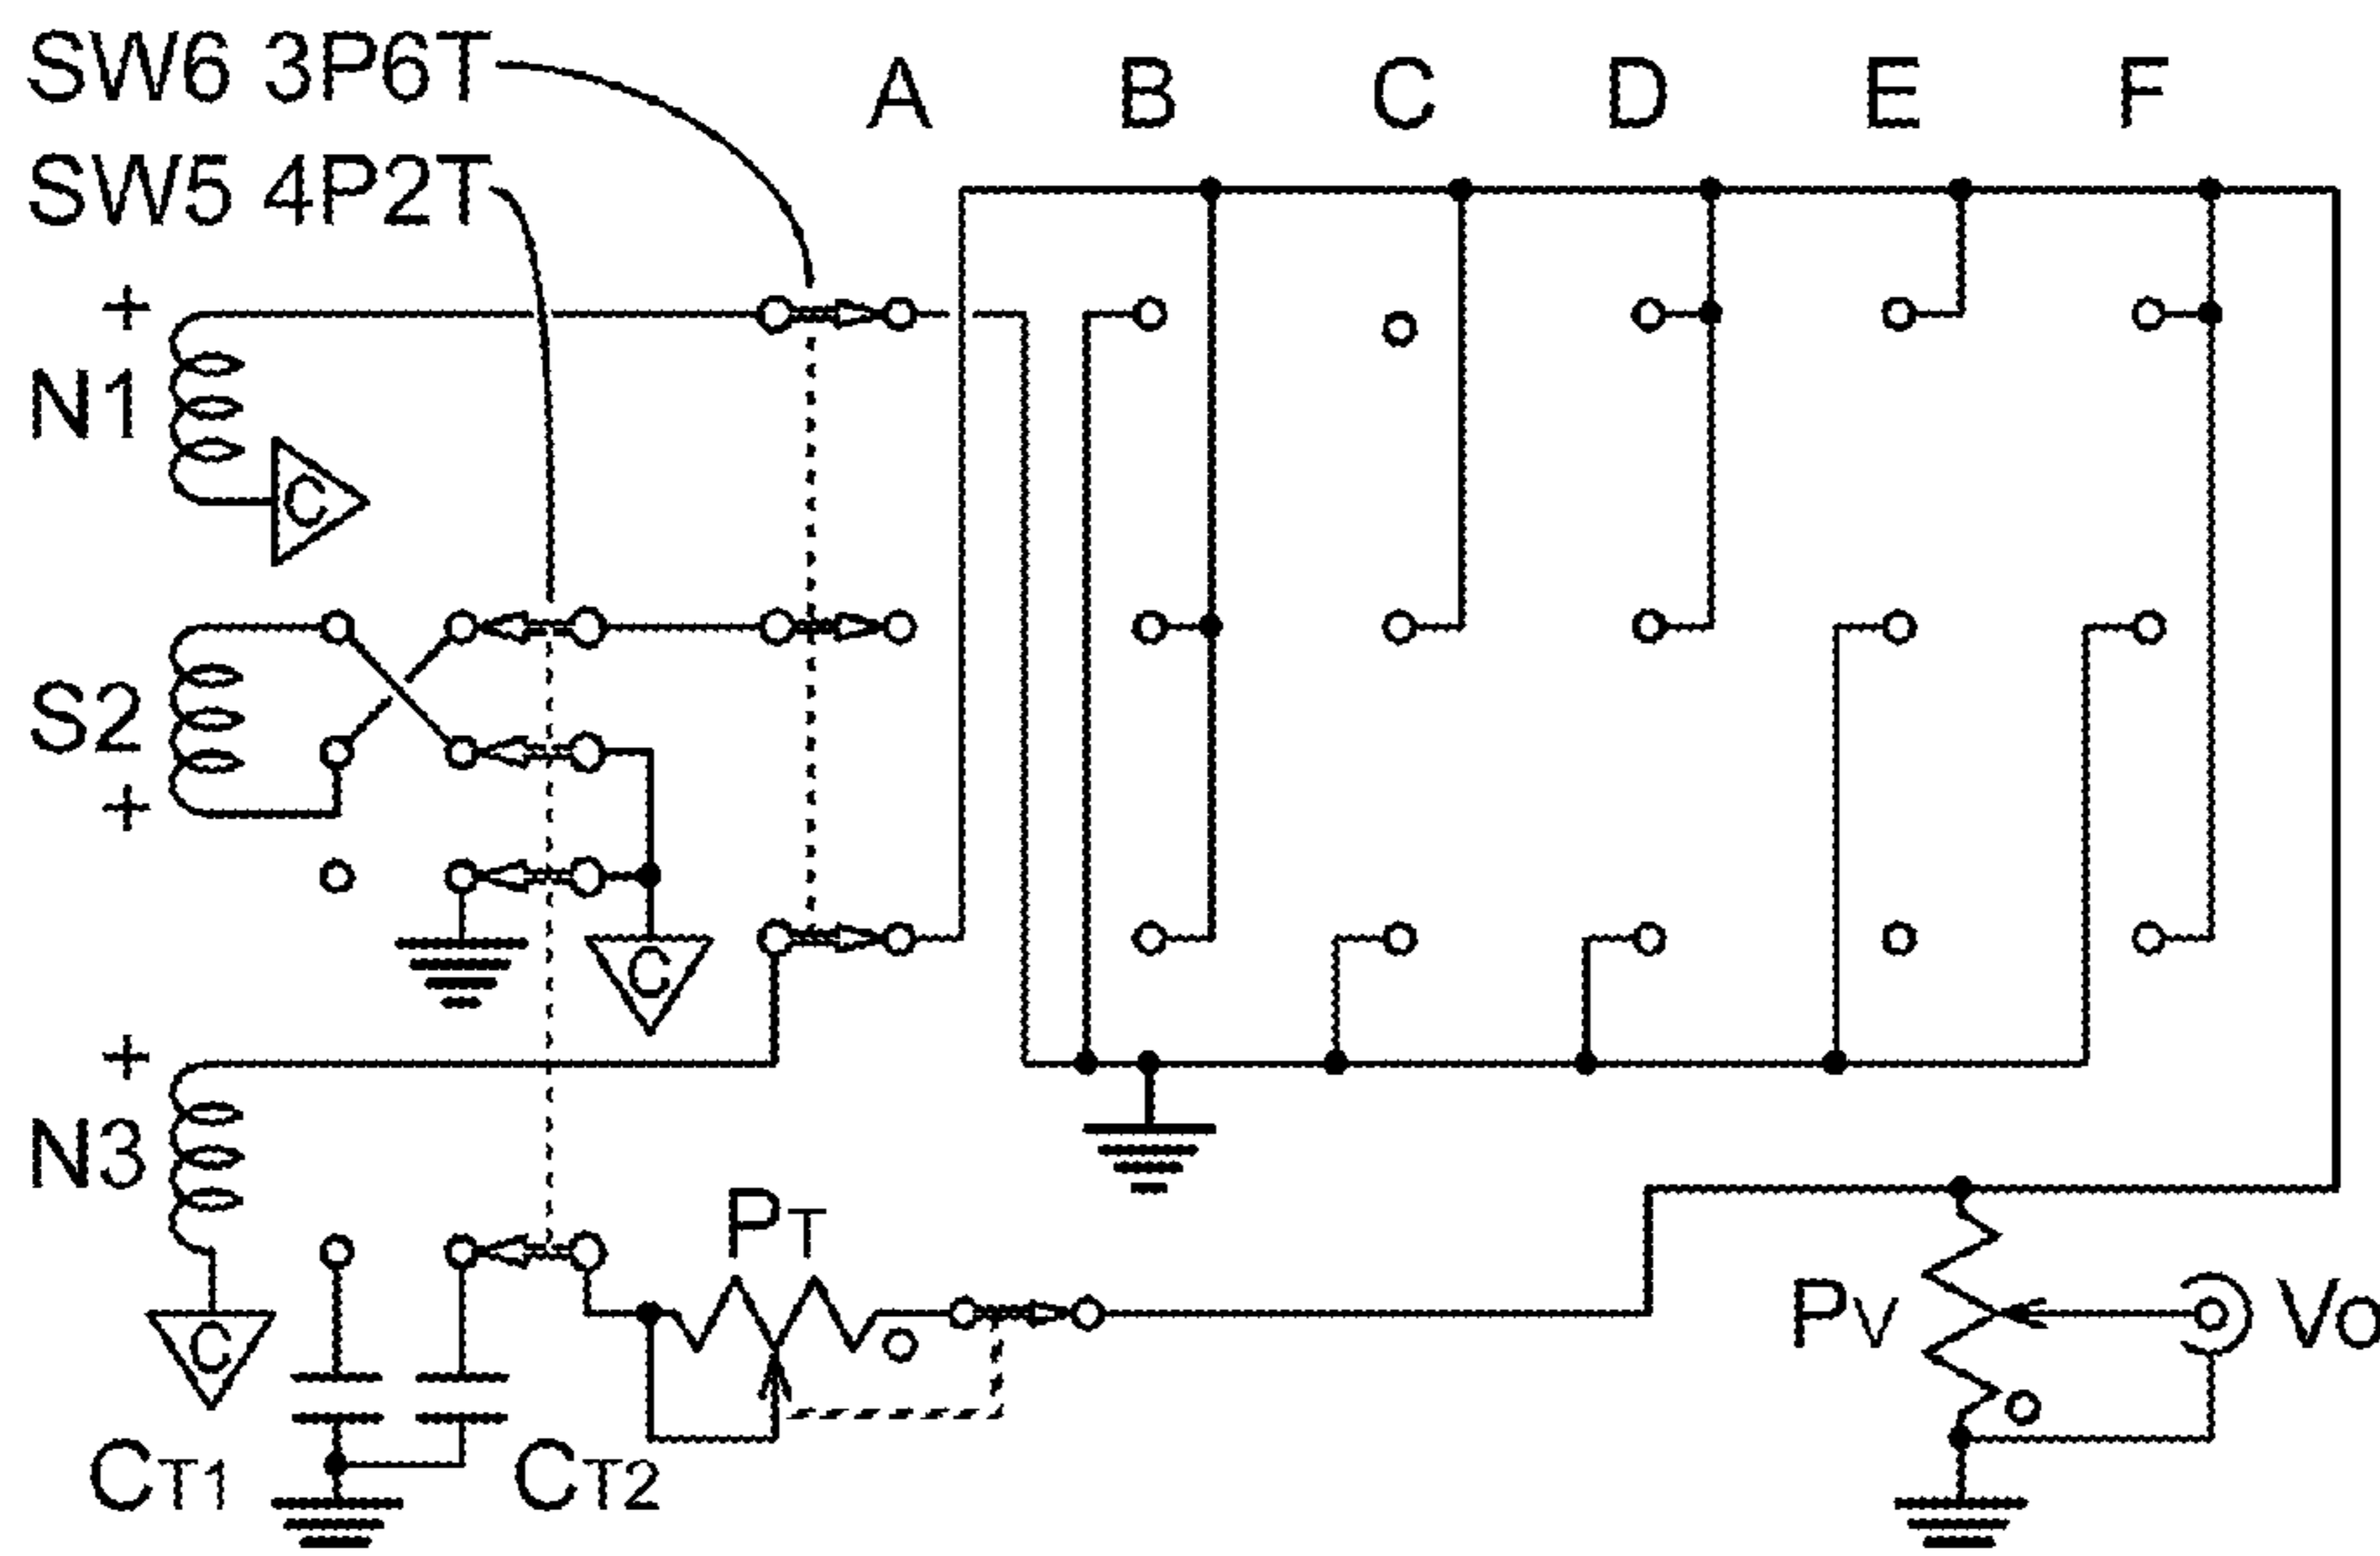 SW6 3P6T
SW5 4P2T
A B C D E F
+
N1
C
S2
+
C
+
N3
C
PT
PV
Vo
CT1
CT2